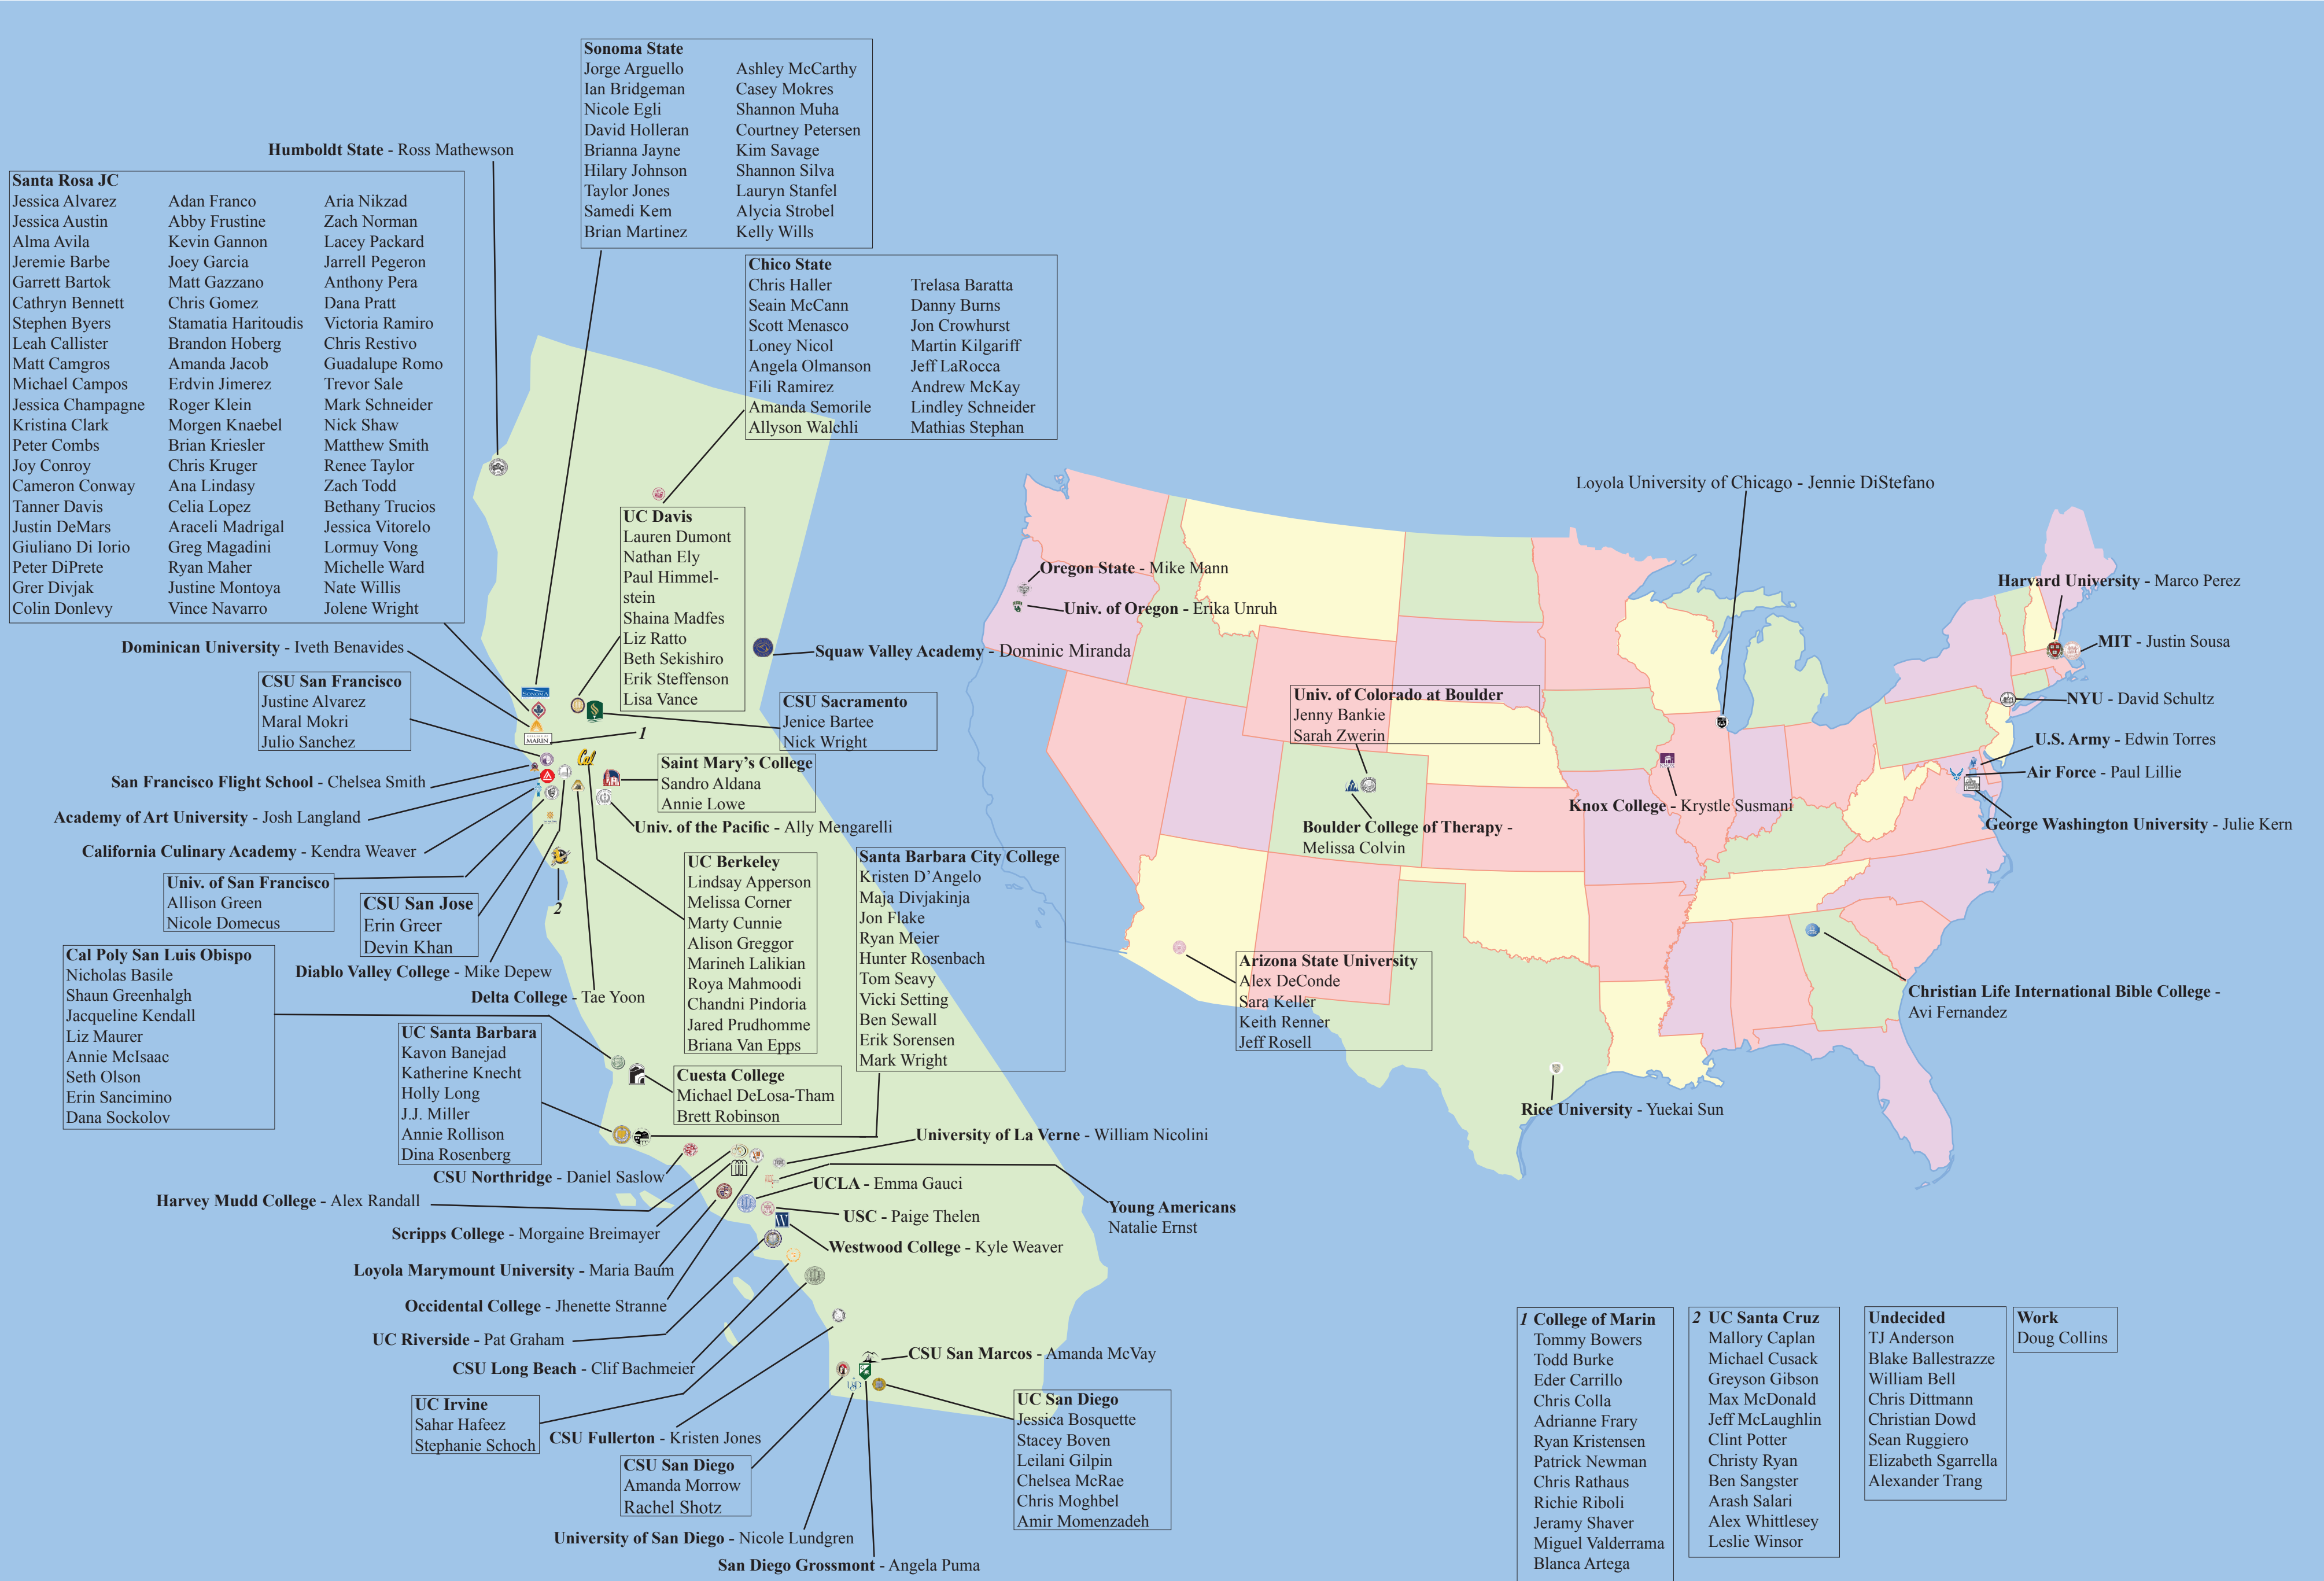 Sonoma State
Jorge Arguello
Ian Bridgeman
Nicole Egli
David Holleran
Brianna Jayne
Hilary Johnson
Taylor Jones
Samedi Kem
Brian Martinez
Ashley McCarthy
Casey Mokres
Shannon Muha
Courtney Petersen
Kim Savage
Shannon Silva
Lauryn Stanfel
Alycia Strobel
Kelly Wills
Humboldt State - Ross Mathewson
Santa Rosa JC
Jessica Alvarez
Jessica Austin
Alma Avila
Jeremie Barbe
Garrett Bartok
Cathryn Bennett
Stephen Byers
Leah Callister
Matt Camgros
Michael Campos
Jessica Champagne
Kristina Clark
Peter Combs
Joy Conroy
Cameron Conway
Tanner Davis
Justin DeMars
Giuliano Di Iorio
Peter DiPrete
Grer Divjak
Colin Donlevy
Adan Franco
Abby Frustine
Kevin Gannon
Joey Garcia
Matt Gazzano
Chris Gomez
Stamatia Haritoudis
Brandon Hoberg
Amanda Jacob
Erdvin Jimerez
Roger Klein
Morgen Knaebel
Brian Kriesler
Chris Kruger
Ana Lindasy
Celia Lopez
Araceli Madrigal
Greg Magadini
Ryan Maher
Justine Montoya
Vince Navarro
Aria Nikzad
Zach Norman
Lacey Packard
Jarrell Pegeron
Anthony Pera
Dana Pratt
Victoria Ramiro
Chris Restivo
Guadalupe Romo
Trevor Sale
Mark Schneider
Nick Shaw
Matthew Smith
Renee Taylor
Zach Todd
Bethany Trucios
Jessica Vitorelo
Lormuy Vong
Michelle Ward
Nate Willis
Jolene Wright
Chico State
Chris Haller
Seain McCann
Scott Menasco
Loney Nicol
Angela Olmanson
Fili Ramirez
Amanda Semorile
Allyson Walchli
Trelasa Baratta
Danny Burns
Jon Crowhurst
Martin Kilgariff
Jeff LaRocca
Andrew McKay
Lindley Schneider
Mathias Stephan
UC Davis
Lauren Dumont
Nathan Ely
Paul Himmel-
stein
Shaina Madfes
Liz Ratto
Beth Sekishiro
Erik Steffenson
Lisa Vance
Dominican University - Iveth Benavides
Squaw Valley Academy - Dominic Miranda
CSU San Francisco
Justine Alvarez
Maral Mokri
Julio Sanchez
SONOMA
MARIN
1
CSU Sacramento
Jenice Bartee
Nick Wright
Cal
Saint Mary's College
Sandro Aldana
Annie Lowe
San Francisco Flight School - Chelsea Smith
Academy of Art University - Josh Langland
Univ. of the Pacific - Ally Mengarelli
California Culinary Academy - Kendra Weaver
Univ. of San Francisco
Allison Green
Nicole Domecus
CSU San Jose
Erin Greer
Devin Khan
2
Diablo Valley College - Mike Depew
Delta College - Tae Yoon
UC Berkeley
Lindsay Apperson
Melissa Corner
Marty Cunnie
Alison Greggor
Marineh Lalikian
Roya Mahmoodi
Chandni Pindoria
Jared Prudhomme
Briana Van Epps
Santa Barbara City College
Kristen D'Angelo
Maja Divjakinja
Jon Flake
Ryan Meier
Hunter Rosenbach
Tom Seavy
Vicki Setting
Ben Sewall
Erik Sorensen
Mark Wright
Cal Poly San Luis Obispo
Nicholas Basile
Shaun Greenhalgh
Jacqueline Kendall
Liz Maurer
Annie McIsaac
Seth Olson
Erin Sancimino
Dana Sockolov
UC Santa Barbara
Kavon Banejad
Katherine Knecht
Holly Long
J.J. Miller
Annie Rollison
Dina Rosenberg
Cuesta College
Michael DeLosa-Tham
Brett Robinson
University of La Verne - William Nicolini
CSU Northridge - Daniel Saslow
UCLA - Emma Gauci
Harvey Mudd College - Alex Randall
Young Americans
Natalie Ernst
USC - Paige Thelen
Scripps College - Morgaine Breimayer
Westwood College - Kyle Weaver
W
Loyola Marymount University - Maria Baum
Occidental College - Jhenette Stranne
UC Riverside - Pat Graham
CSU Long Beach - Clif Bachmeier
CSU San Marcos - Amanda McVay
UC Irvine
Sahar Hafeez
Stephanie Schoch
CSU Fullerton - Kristen Jones
UC San Diego
Jessica Bosquette
Stacey Boven
Leilani Gilpin
Chelsea McRae
Chris Moghbel
Amir Momenzadeh
CSU San Diego
Amanda Morrow
Rachel Shotz
University of San Diego - Nicole Lundgren
San Diego Grossmont - Angela Puma
Loyola University of Chicago - Jennie DiStefano
Oregon State - Mike Mann
Univ. of Oregon - Erika Unruh
Harvard University - Marco Perez
MIT - Justin Sousa
NYU - David Schultz
Univ. of Colorado at Boulder
Jenny Bankie
Sarah Zwerin
U.S. Army - Edwin Torres
Air Force - Paul Lillie
Knox College - Krystle Susmani
George Washington University - Julie Kern
Boulder College of Therapy -
Melissa Colvin
Arizona State University
Alex DeConde
Sara Keller
Keith Renner
Jeff Rosell
Christian Life International Bible College -
Avi Fernandez
Rice University - Yuekai Sun
1 College of Marin
Tommy Bowers
Todd Burke
Eder Carrillo
Chris Colla
Adrianne Frary
Ryan Kristensen
Patrick Newman
Chris Rathaus
Richie Riboli
Jeramy Shaver
Miguel Valderrama
Blanca Artega
2 UC Santa Cruz
Mallory Caplan
Michael Cusack
Greyson Gibson
Max McDonald
Jeff McLaughlin
Clint Potter
Christy Ryan
Ben Sangster
Arash Salari
Alex Whittlesey
Leslie Winsor
Undecided
TJ Anderson
Blake Ballestrazze
William Bell
Chris Dittmann
Christian Dowd
Sean Ruggiero
Elizabeth Sgarrella
Alexander Trang
Work
Doug Collins